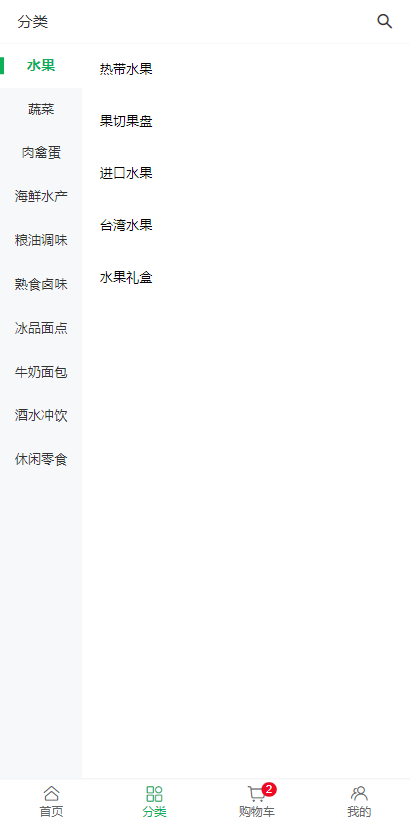 分类
水果
蔬菜
肉禽蛋
海鲜水产
粮油调味
熟食卤味
冰品面点
牛奶面包
酒水冲饮
休闲零食
热带水果
果切果盘
进口水果
台湾水果
水果礼盒
首页
分类
2
购物车
我的